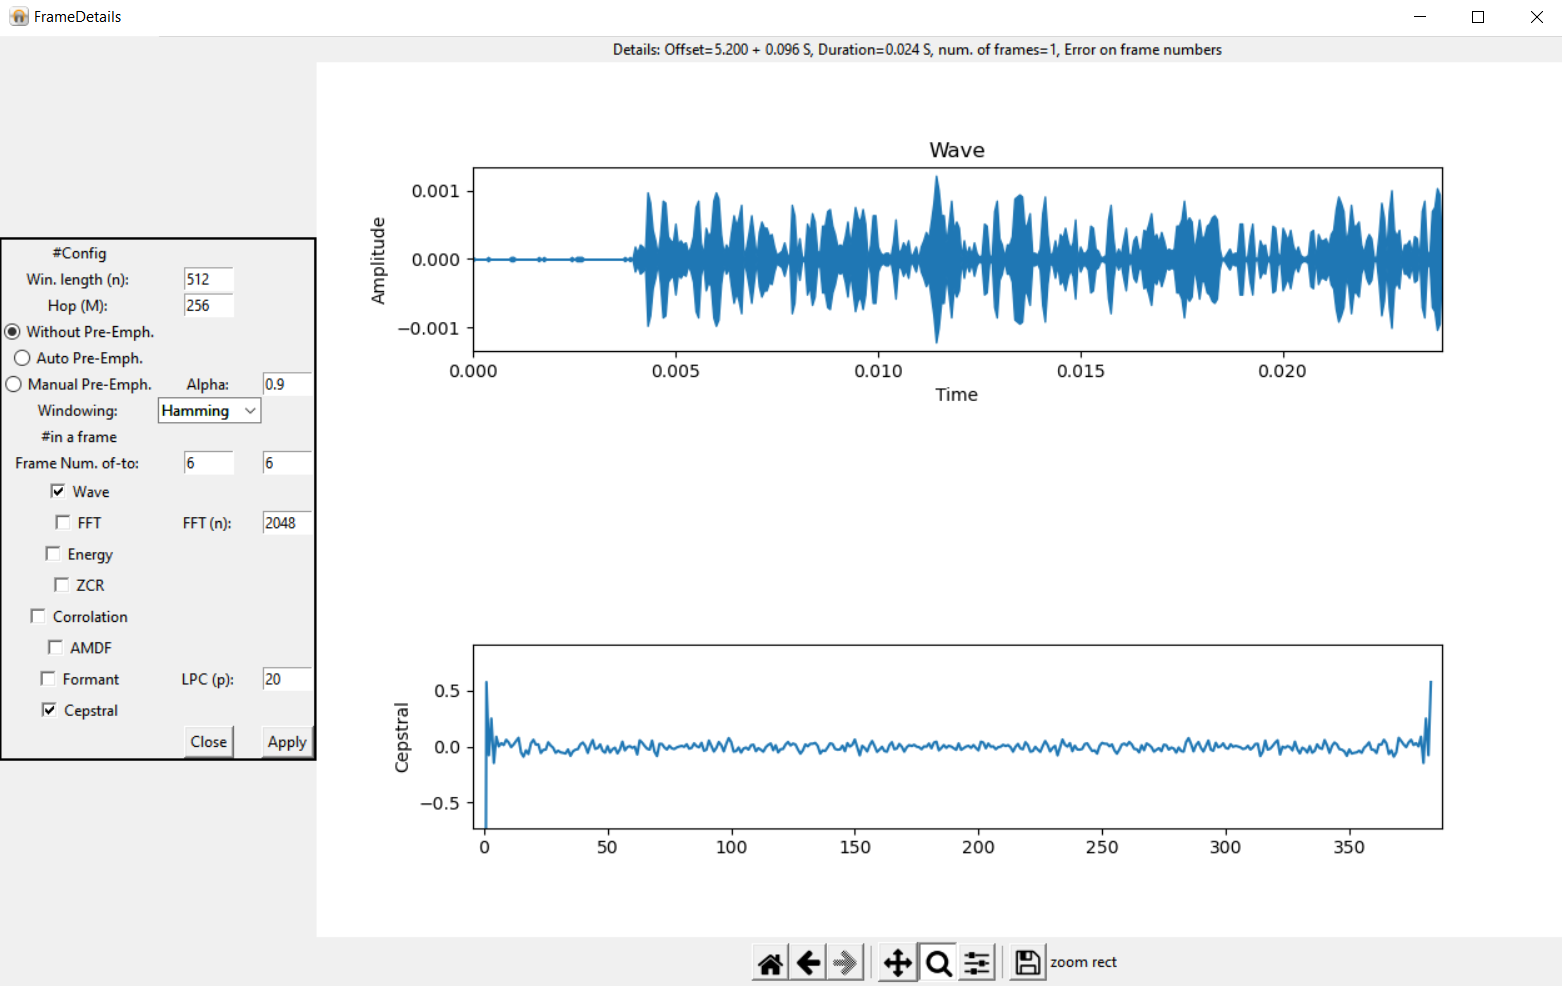 FrameDetails
Details: Offset=5.200 + 0.096 S, Duration=0.024 S, num. of frames=1, Error on frame numbers
#Config
Win. length (n): 512
Hop (M): 256
Without Pre-Emph.
Auto Pre-Emph.
Manual Pre-Emph. Alpha: 0.9
Windowing: Hamming
#in a frame
Frame Num. of-to: 6 6
Wave
FFT FFT (n): 2048
Energy
ZCR
Corrolation
AMDF
Formant LPC (p): 20
Cepstral
Close Apply
Wave
Amplitude
0.001
0.000
−0.001
0.000 0.005 0.010 0.015 0.020
Time
Cepstral
0.5
0.0
−0.5
0 50 100 150 200 250 300 350
zoom rect